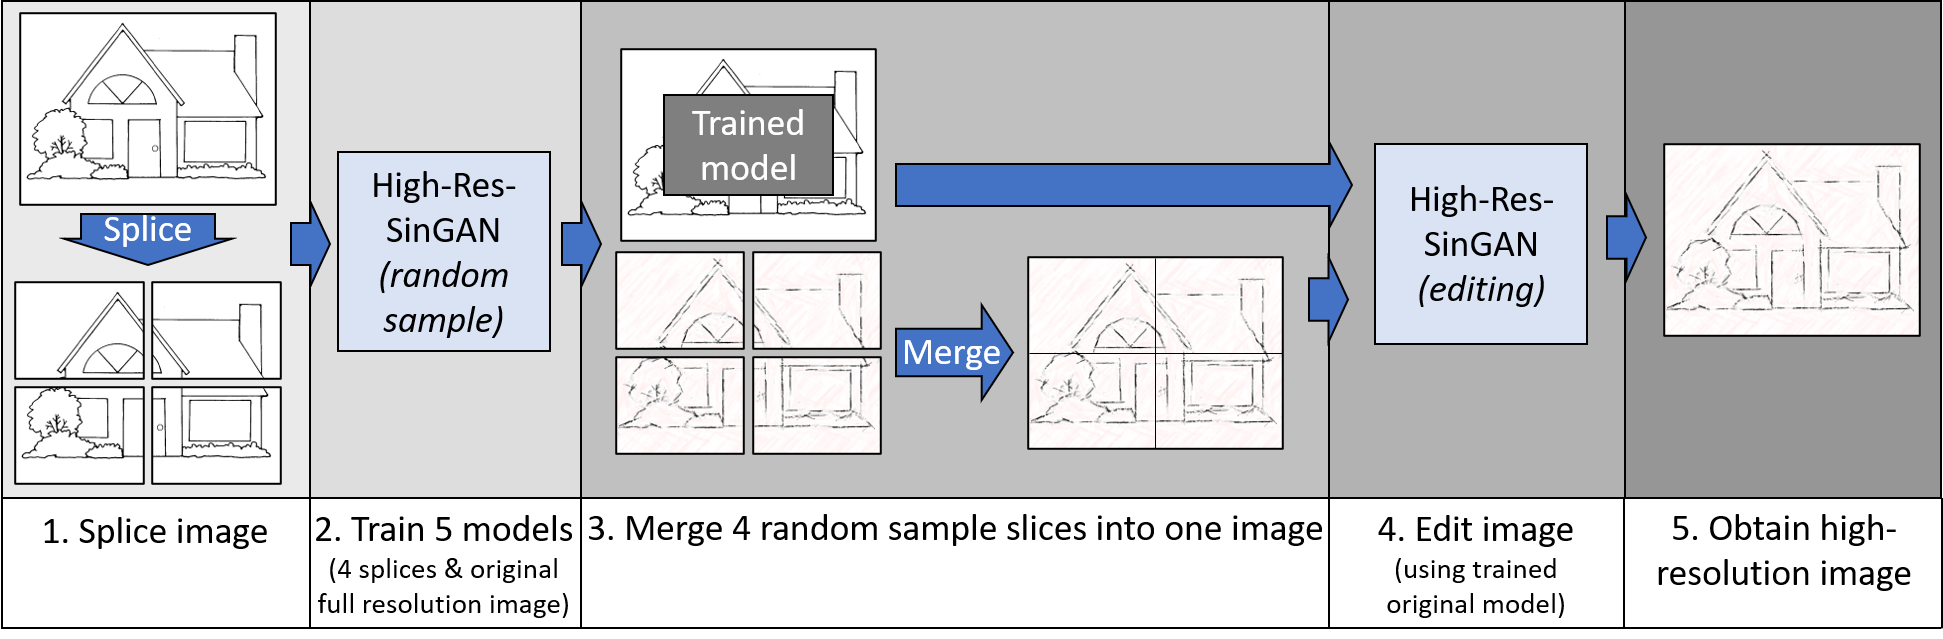 Splice
High-Res-
SinGAN
(random
sample)
Trained
model
Merge
High-Res-
SinGAN
(editing)
1. Splice image
2. Train 5 models
(4 splices & original
full resolution image)
3. Merge 4 random sample slices into one image
4. Edit image
(using trained
original model)
5. Obtain high-
resolution image